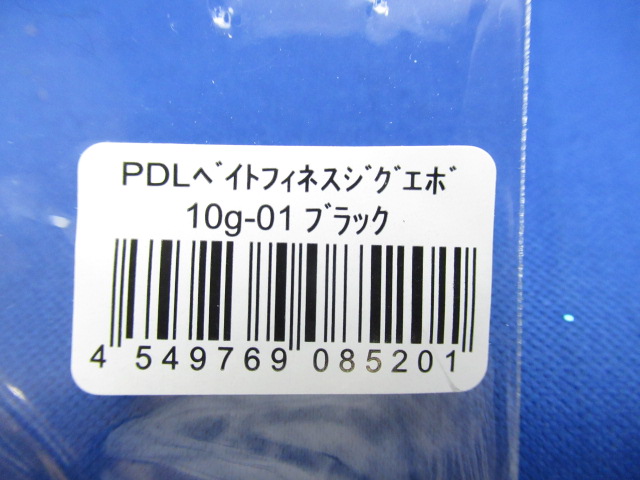 PDLﾍﾞｲﾄﾌｨﾈｽｼﾞｸﾞｴﾎﾞ
10g-01 ﾌﾞﾗｯｸ
4 549769 085201